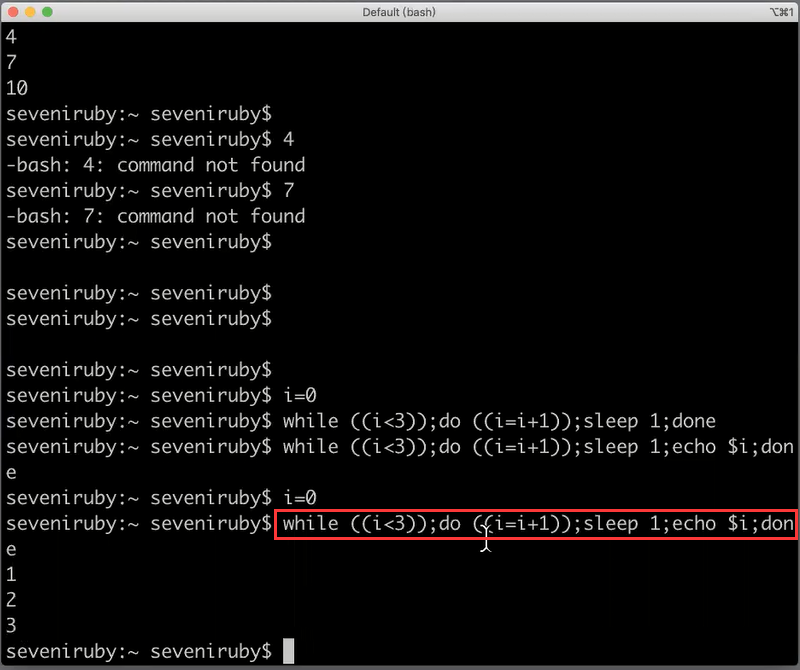 Default (bash)
⌥⌘1
4
7
10
seveniruby:~ seveniruby$
seveniruby:~ seveniruby$ 4
-bash: 4: command not found
seveniruby:~ seveniruby$ 7
-bash: 7: command not found
seveniruby:~ seveniruby$
seveniruby:~ seveniruby$
seveniruby:~ seveniruby$
seveniruby:~ seveniruby$
seveniruby:~ seveniruby$ i=0
seveniruby:~ seveniruby$ while ((i<3));do ((i=i+1));sleep 1;done
seveniruby:~ seveniruby$ while ((i<3));do ((i=i+1));sleep 1;echo $i;don
e
seveniruby:~ seveniruby$ i=0
seveniruby:~ seveniruby$ while ((i<3));do ((i=i+1));sleep 1;echo $i;don
e
1
2
3
seveniruby:~ seveniruby$